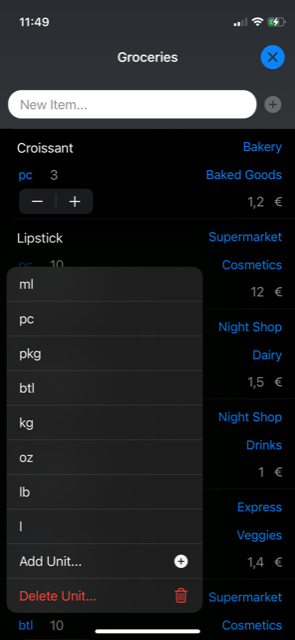 11:49
Groceries
New Item...
Croissant Bakery
pc 3 Baked Goods
1,2 €
Lipstick Supermarket
pc 10 Cosmetics
12 €
ml
pc
pkg
btl
kg
oz
lb
l
Add Unit...
Delete Unit...
Night Shop
Dairy
1,5 €
Night Shop
Drinks
1 €
Express
Veggies
1,4 €
Supermarket
btl 10 Cosmetics